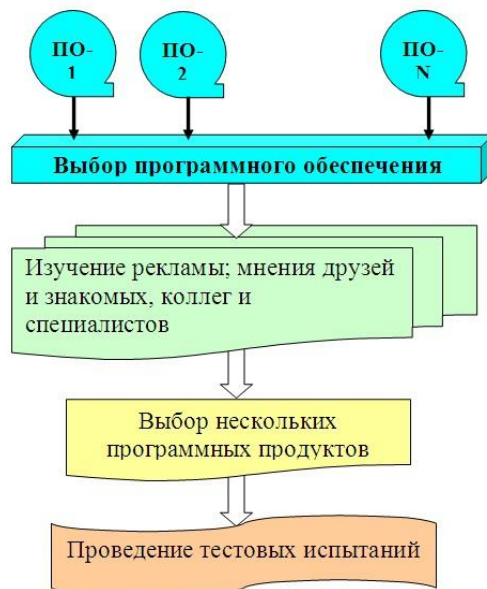 ПО-
1
ПО-
2
ПО-
N
Выбор программного обеспечения
Изучение рекламы; мнения друзей
и знакомых, коллег и
специалистов
Выбор нескольких
программных продуктов
Проведение тестовых испытаний